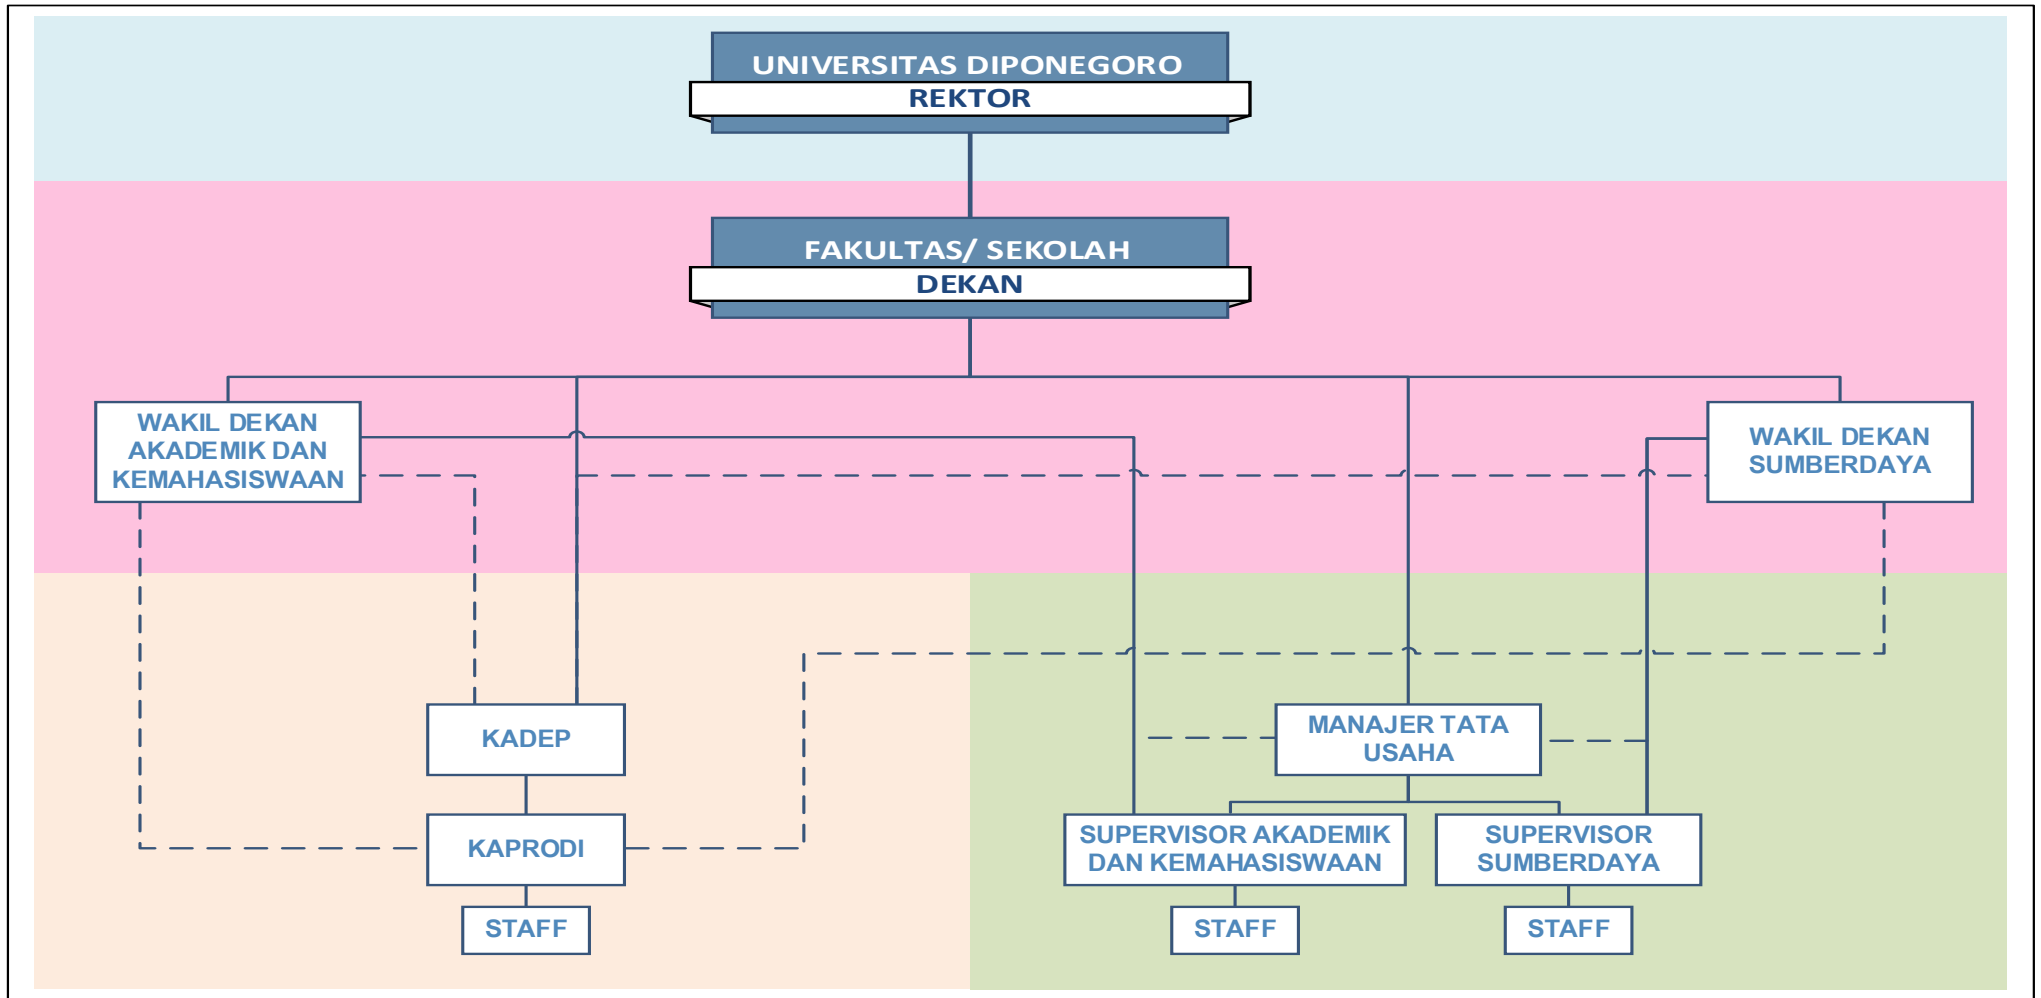 UNIVERSITAS DIPONEGORO
REKTOR
FAKULTAS/ SEKOLAH
DEKAN
WAKIL DEKAN
AKADEMIK DAN
KEMAHASISWAAN
WAKIL DEKAN
SUMBERDAYA
KADEP
MANAJER TATA
USAHA
KAPRODI
SUPERVISOR AKADEMIK
DAN KEMAHASISWAAN
SUPERVISOR
SUMBERDAYA
STAFF
STAFF
STAFF